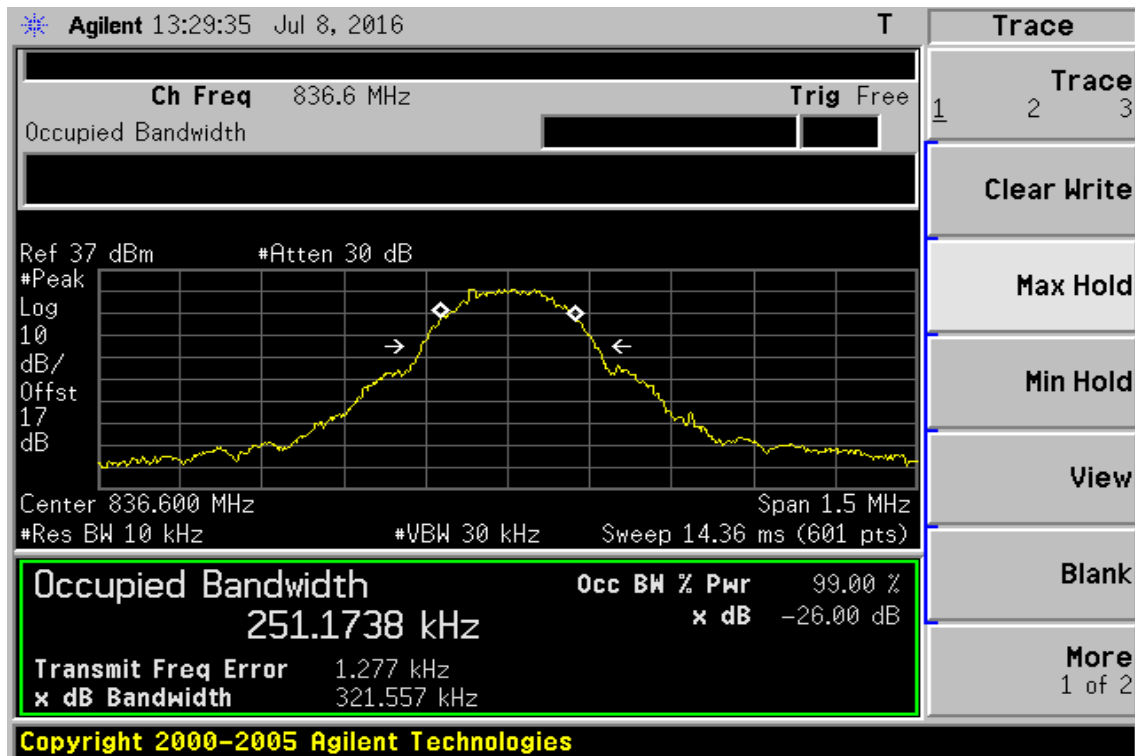 Agilent 13:29:35 Jul 8, 2016 T
Ch Freq 836.6 MHz Trig Free
Occupied Bandwidth
Ref 37 dBm #Atten 30 dB
#Peak
Log
10
dB/
Offst
17
dB
Center 836.600 MHz Span 1.5 MHz
#Res BW 10 kHz #VBW 30 kHz Sweep 14.36 ms (601 pts)
Occupied Bandwidth Occ BW % Pwr 99.00 %
251.1738 kHz x dB -26.00 dB
Transmit Freq Error 1.277 kHz
x dB Bandwidth 321.557 kHz
Copyright 2000-2005 Agilent Technologies
Trace
Trace
1 2 3
Clear Write
Max Hold
Min Hold
View
Blank
More
1 of 2